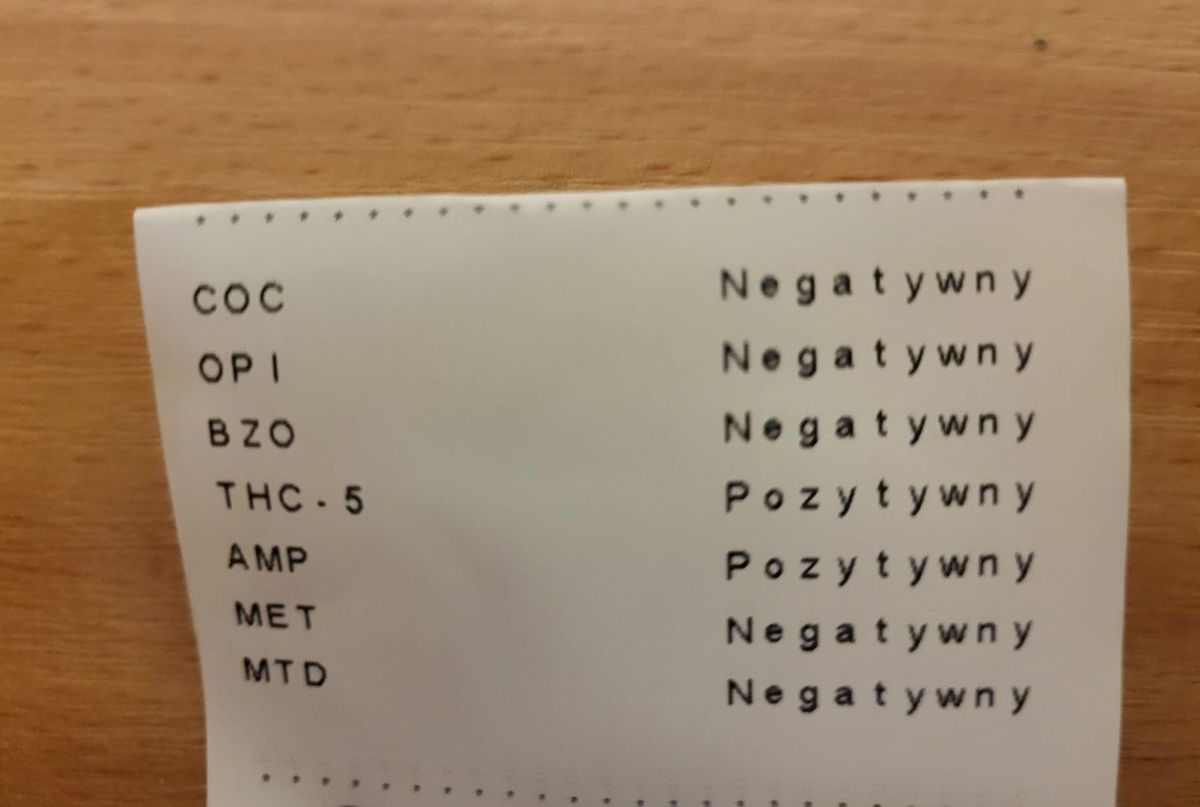 COC Negatywny
OPI Negatywny
BZO Negatywny
THC-5 Pozytywny
AMP Pozytywny
MET Negatywny
MTD Negatywny